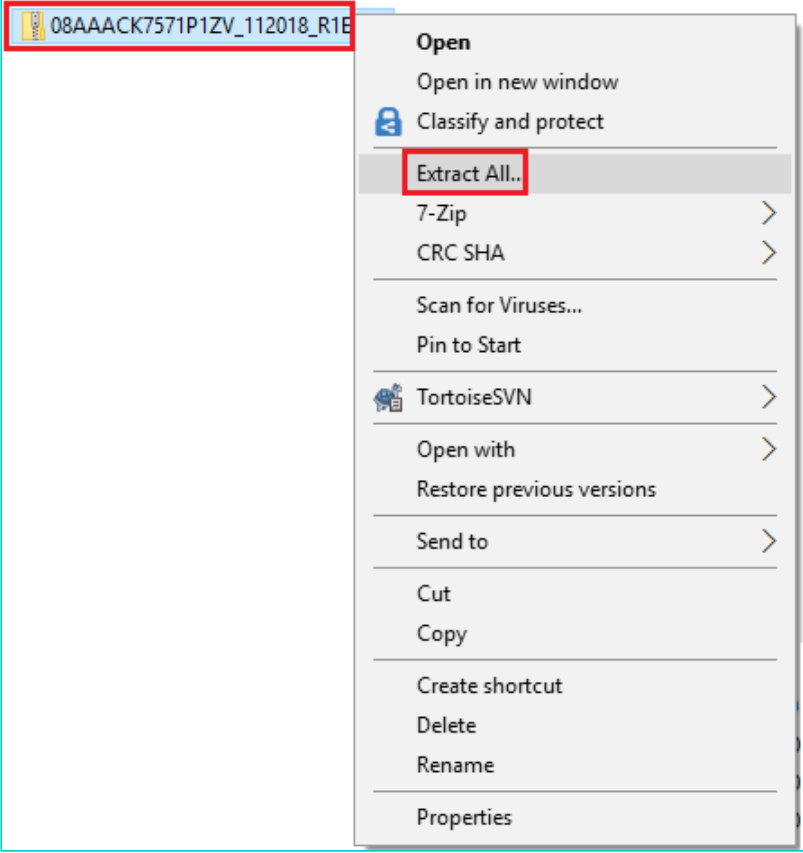 08AAACK7571P1ZV_112018_R1E
Open
Open in new window
Classify and protect
Extract All..
7-Zip
CRC SHA
Scan for Viruses...
Pin to Start
TortoiseSVN
Open with
Restore previous versions
Send to
Cut
Copy
Create shortcut
Delete
Rename
Properties